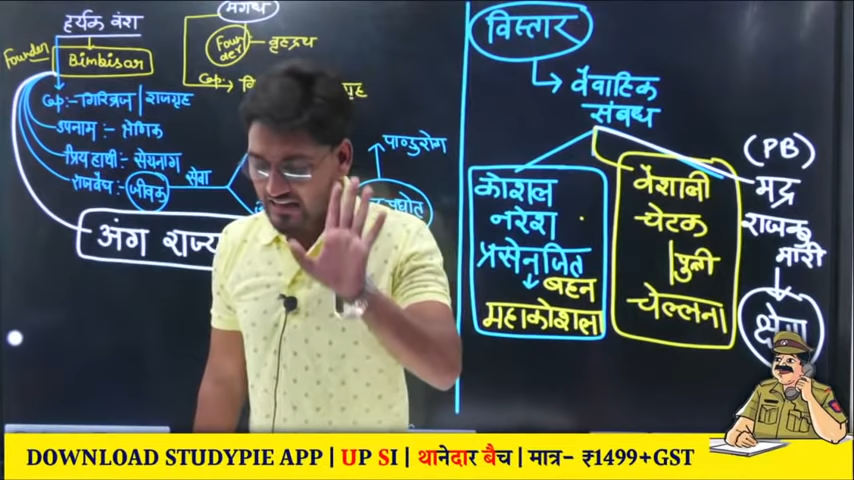 हर्यक वंश
Founder
Bimbisar
Cap:- गिरिब्रज | राजगृह
उपनाम :- श्रेणिक
प्रिय हाथी :- सेयनाग
राजवैध :- जीवक
सेवा
अंग राज्य
मगध
Founder
बृहद्रथ
Cap:→
पाण्डुरोग
विस्तार
वैवाहिक
संबंध
कोशल
नरेश
प्रसेनजित
बहन
महाकोशल
वैशाली
चेटक
पुत्री
चेल्लना
(PB)
मद्र
राजकु
मारी
DOWNLOAD STUDYPIE APP | UP SI | थानेदार बैच | मात्र- ₹1499+GST